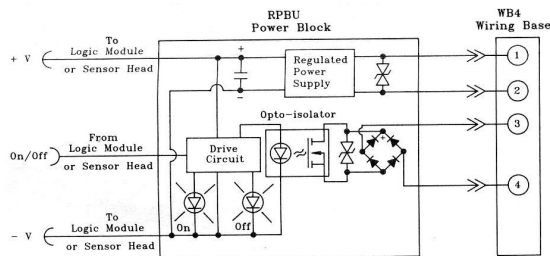 RPBU
Power Block
WB4
Wiring Base
To
+ V
Logic Module
or Sensor Head
+
-
Regulated
Power
Supply
1
2
Opto-isolator
3
From
Logic Module
On/Off
or Sensor Head
Drive
Circuit
+
4
To
Logic Module
- V
or Sensor Head
On
Off